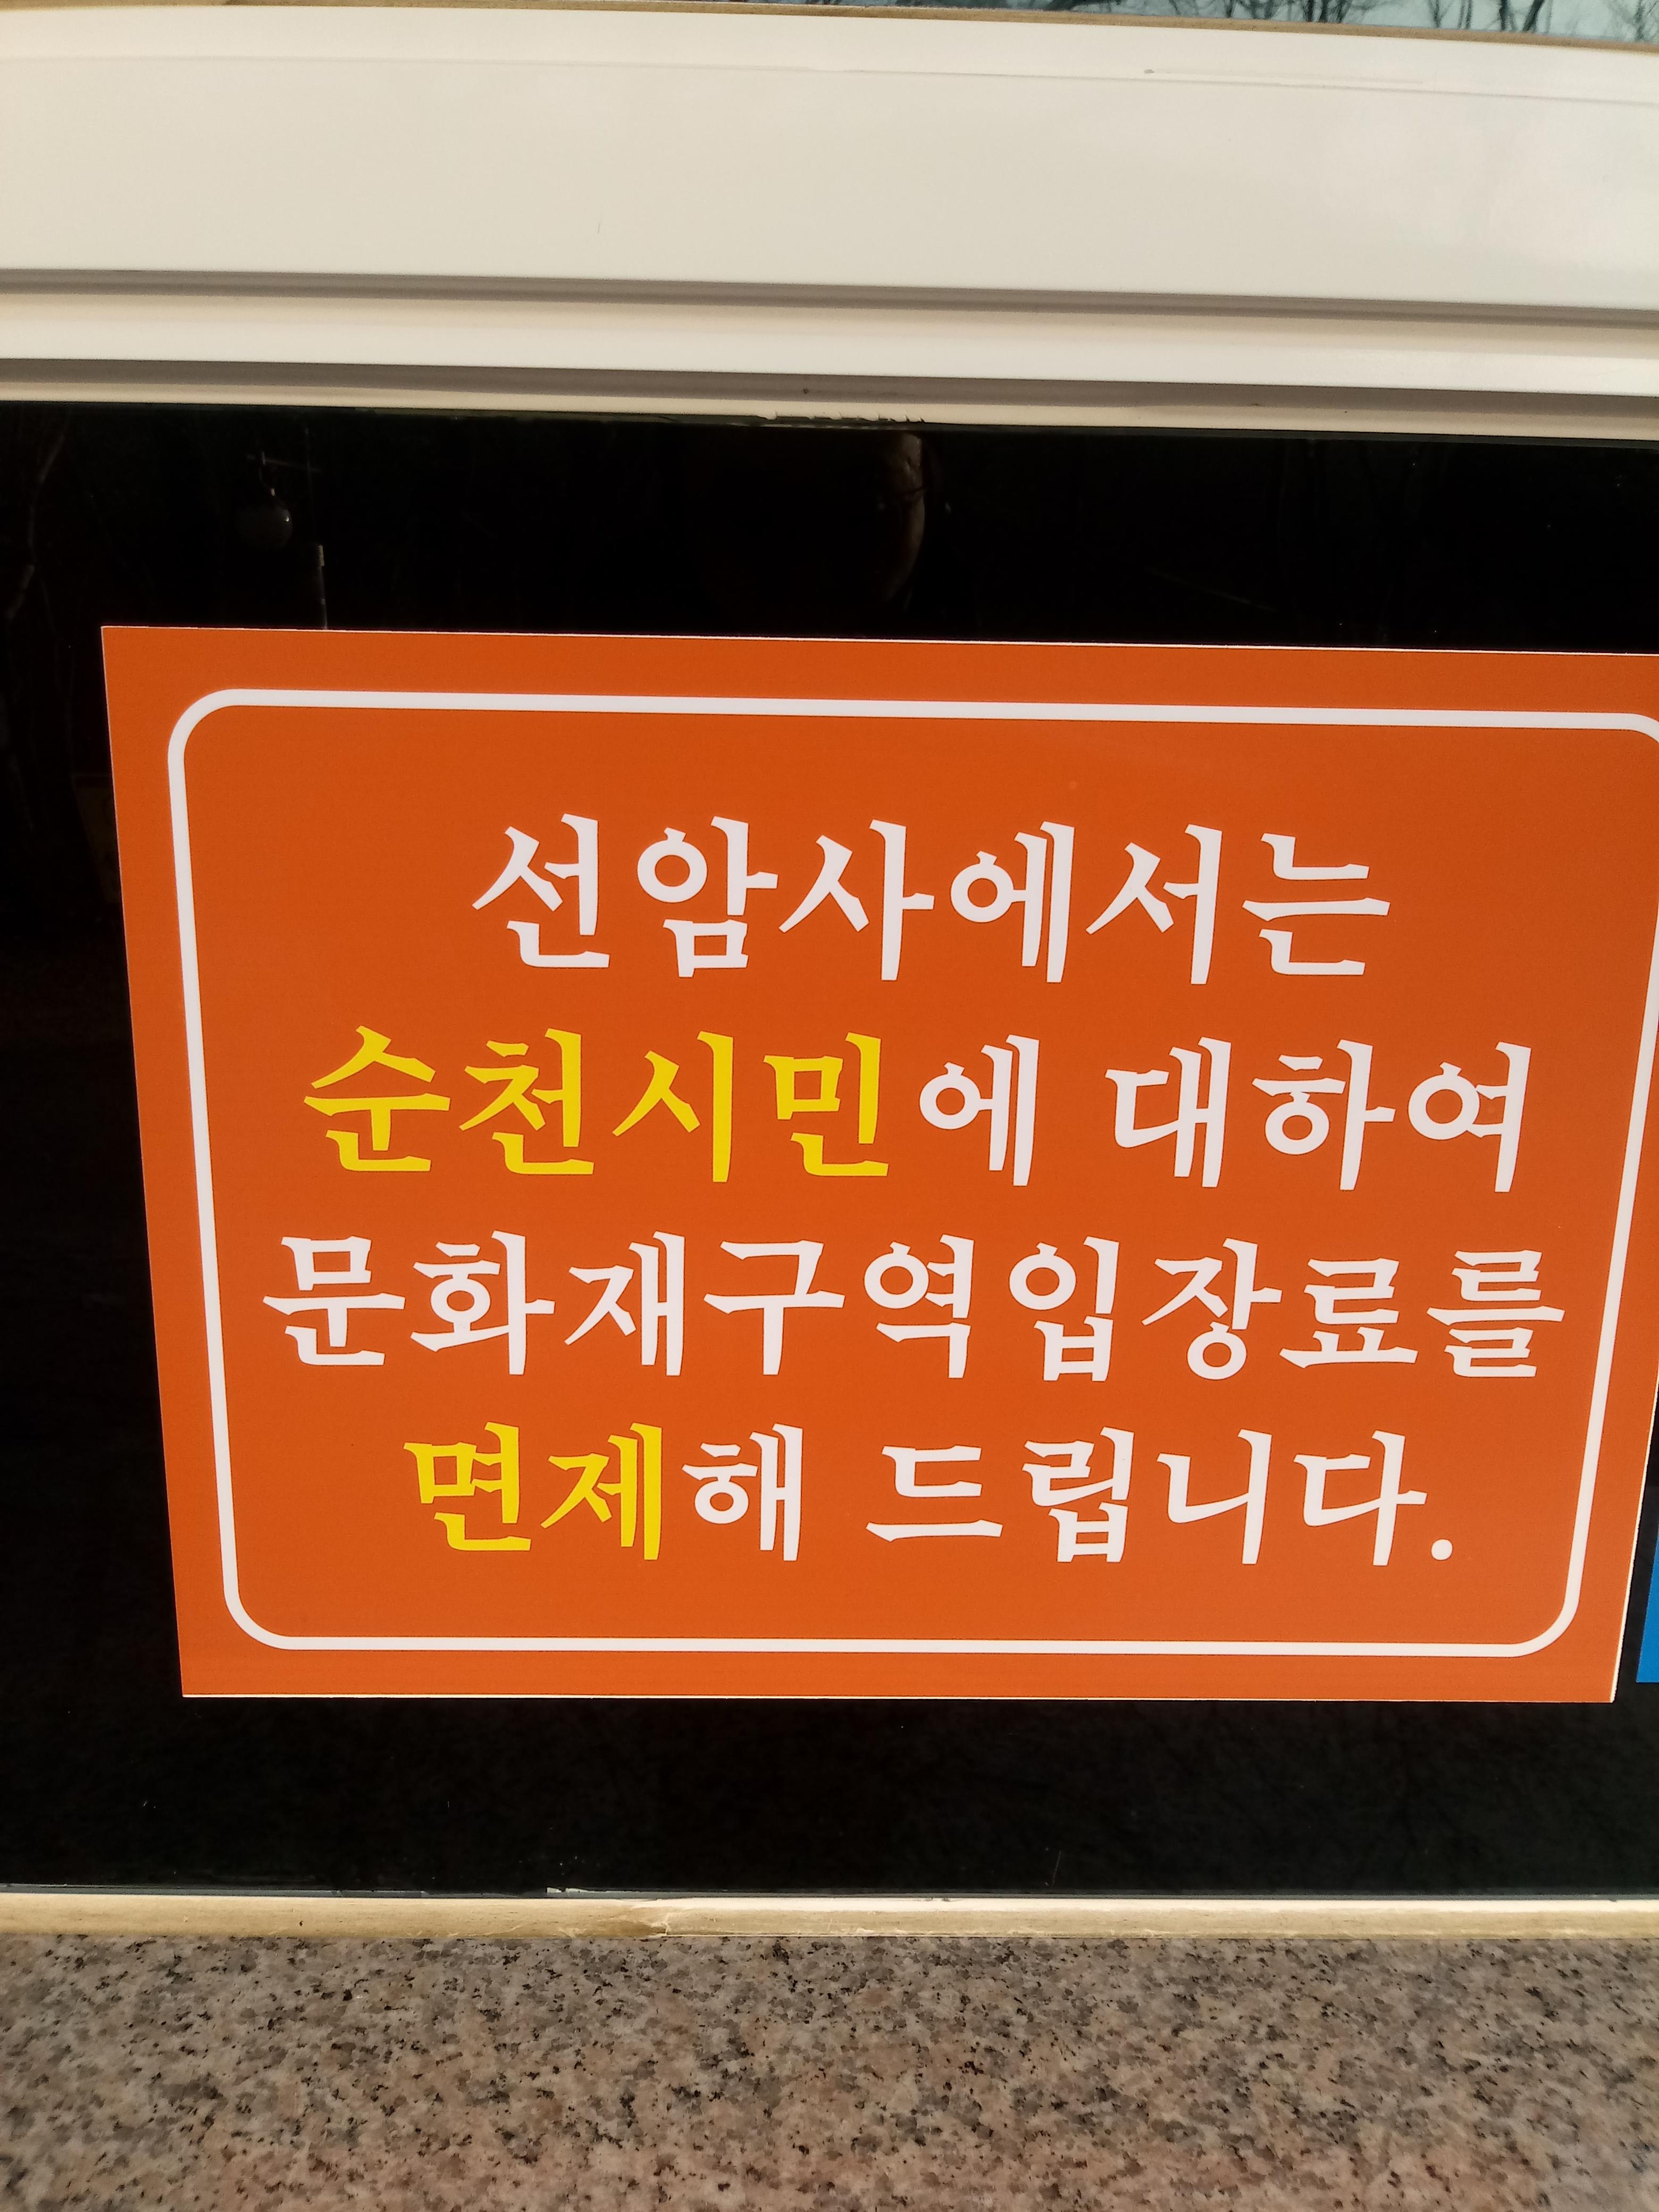 선암사에서는
순천시민에 대하여
문화재구역입장료를
면제해 드립니다.